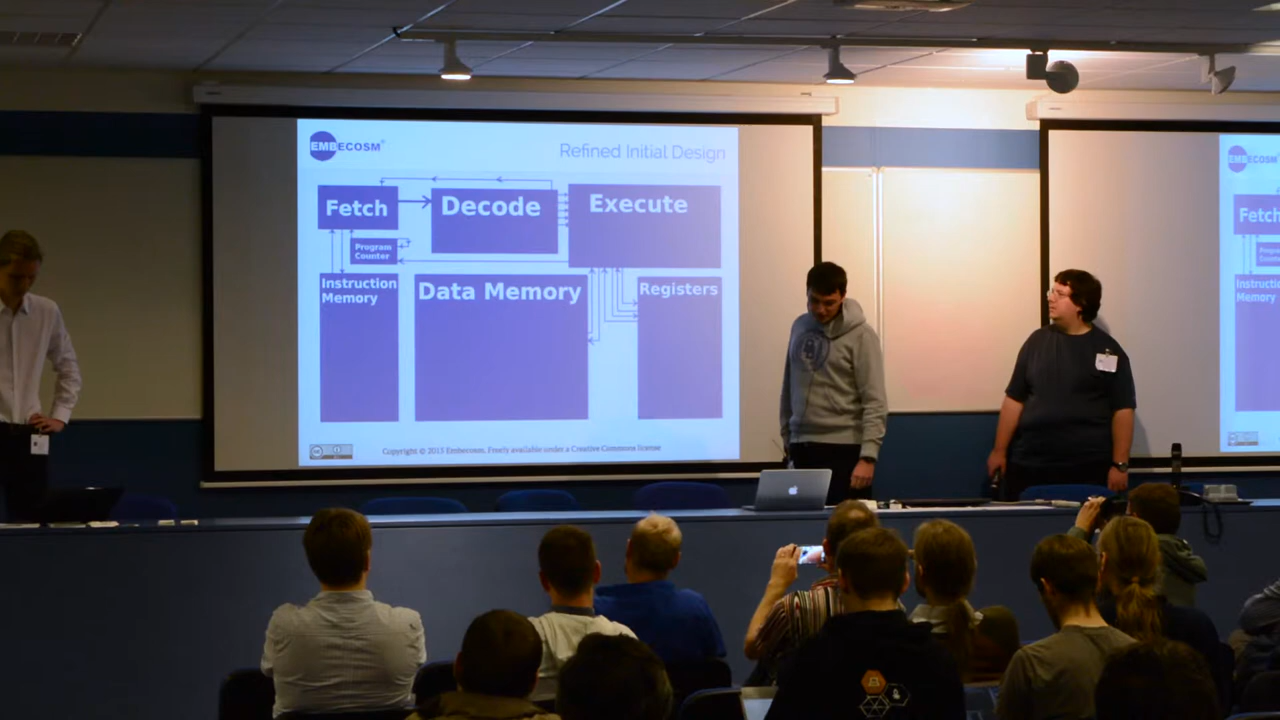 EMBECOSM®
Refined Initial Design
Fetch
Decode
Execute
Program
Counter
Instruction
Memory
Data Memory
Registers
Copyright © 2015 Embecosm. Freely available under a Creative Commons license
EMBECOSM
Fetch
Memory